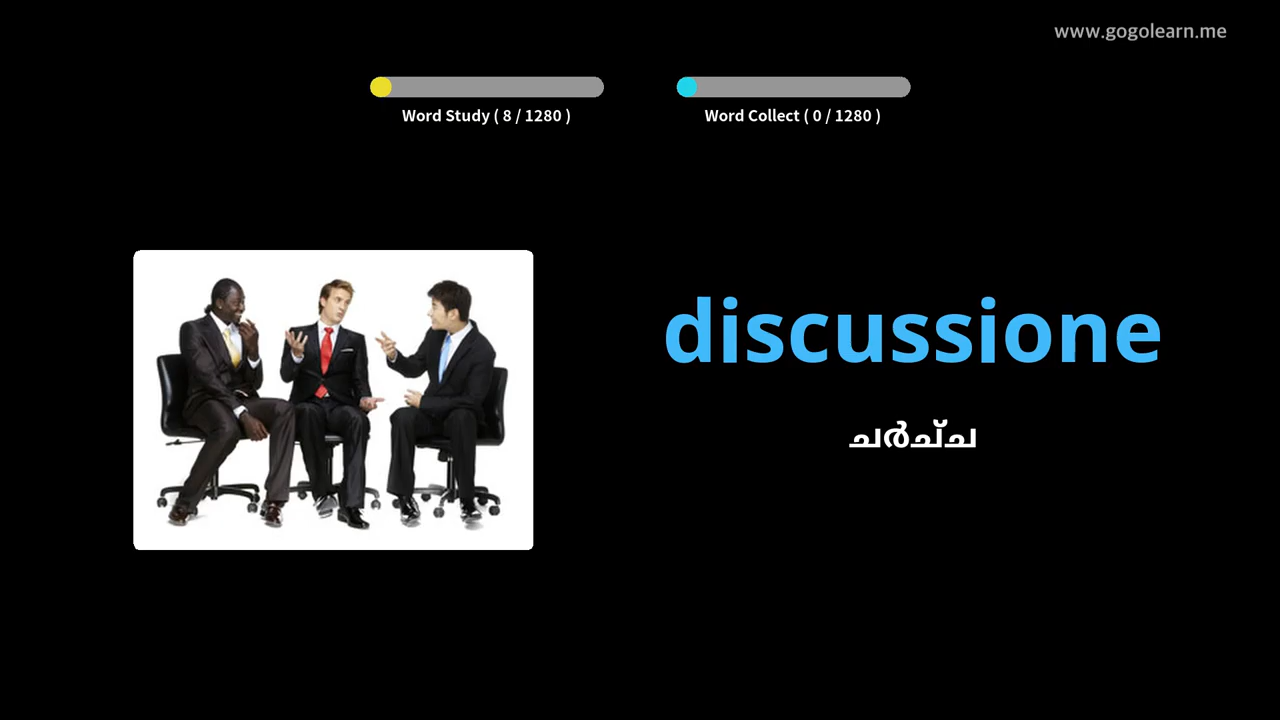 www.gogolearn.me
Word Study ( 8 / 1280 )
Word Collect ( 0 / 1280 )
discussione
ചർച്ച